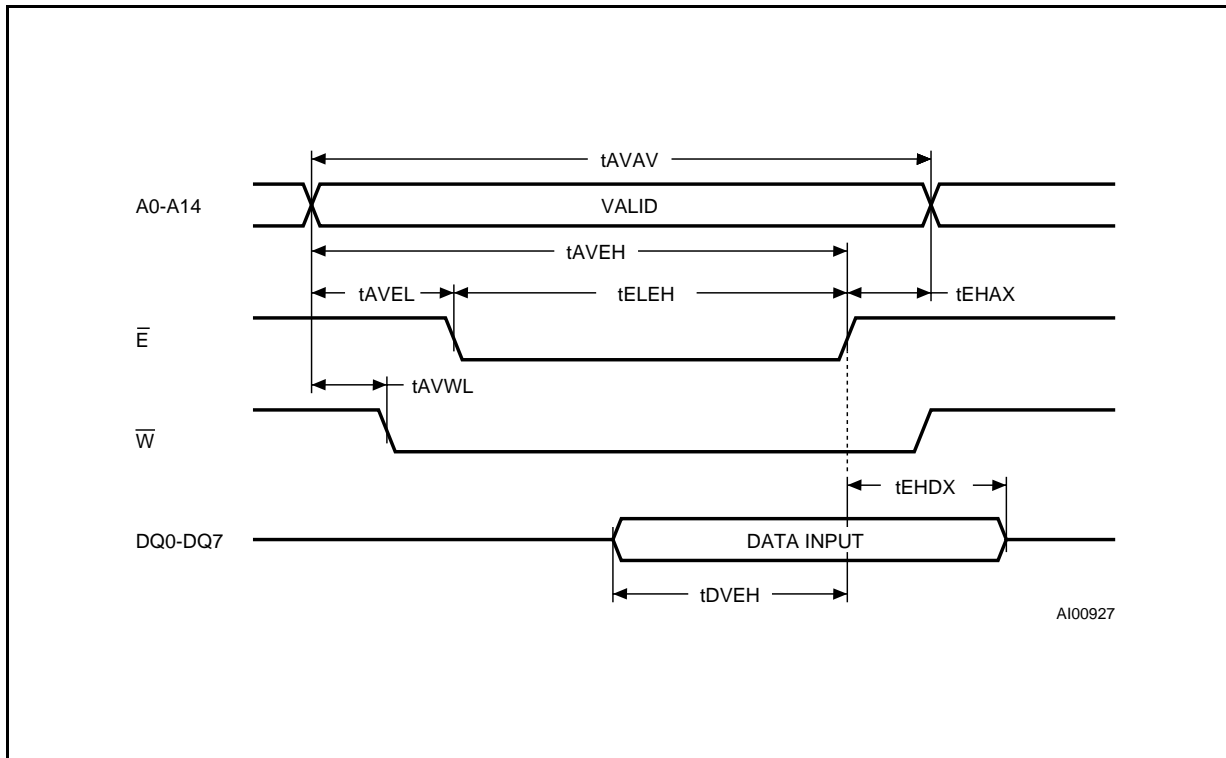 tAVAV
A0-A14
VALID
tAVEH
tAVEL
tELEH
tEHAX
E̅
tAVWL
W̅
tEHDX
DQ0-DQ7
DATA INPUT
tDVEH
AI00927